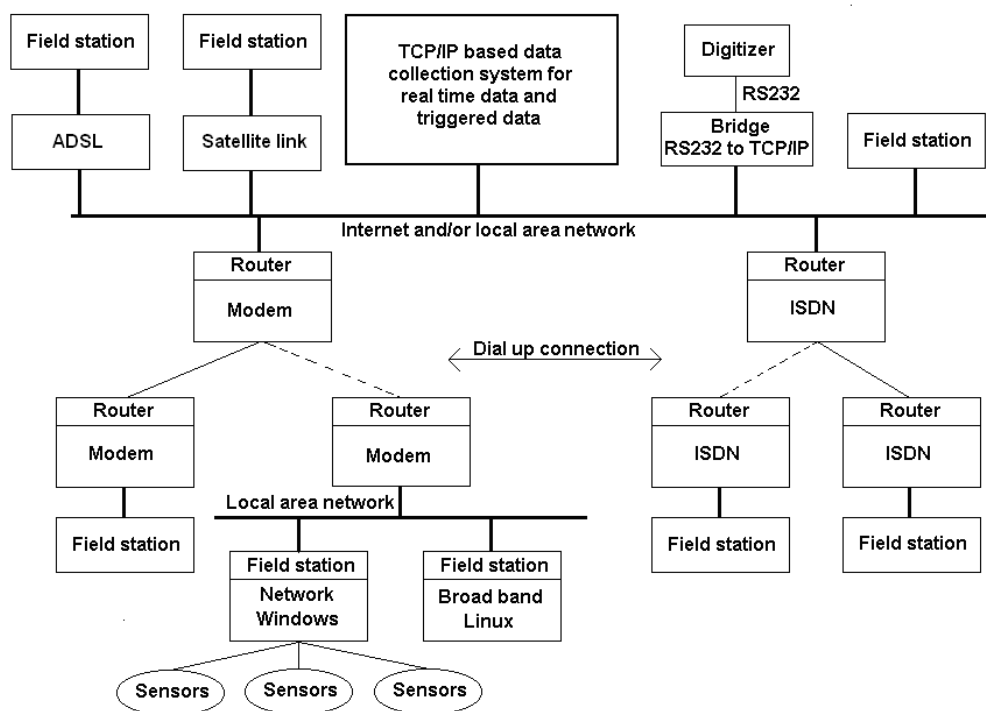 Field station
Field station
TCP/IP based data
collection system for
real time data and
triggered data
Digitizer
RS232
ADSL
Satellite link
Bridge
RS232 to TCP/IP
Field station
Internet and/or local area network
Router
Modem
Router
ISDN
Dial up connection
Router
Modem
Router
Modem
Router
ISDN
Router
ISDN
Local area network
Field station
Field station
Network
Windows
Field station
Broad band
Linux
Field station
Field station
Sensors
Sensors
Sensors